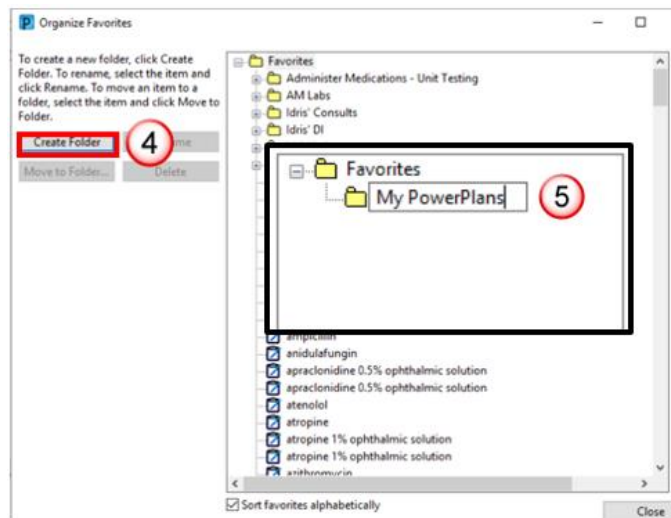 Organize Favorites
To create a new folder, click Create
Folder. To rename, select the item and
click Rename. To move an item to a
folder, select the item and click Move to
Folder.
Create Folder
4
Move to Folder...
Delete
Favorites
Administer Medications - Unit Testing
AM Labs
Idris' Consults
Idris' DI
Favorites
My PowerPlans
5
ampicillin
anidulafungin
apraclonidine 0.5% ophthalmic solution
apraclonidine 0.5% ophthalmic solution
atenolol
atropine
atropine 1% ophthalmic solution
atropine 1% ophthalmic solution
azithromycin
Sort favorites alphabetically
Close